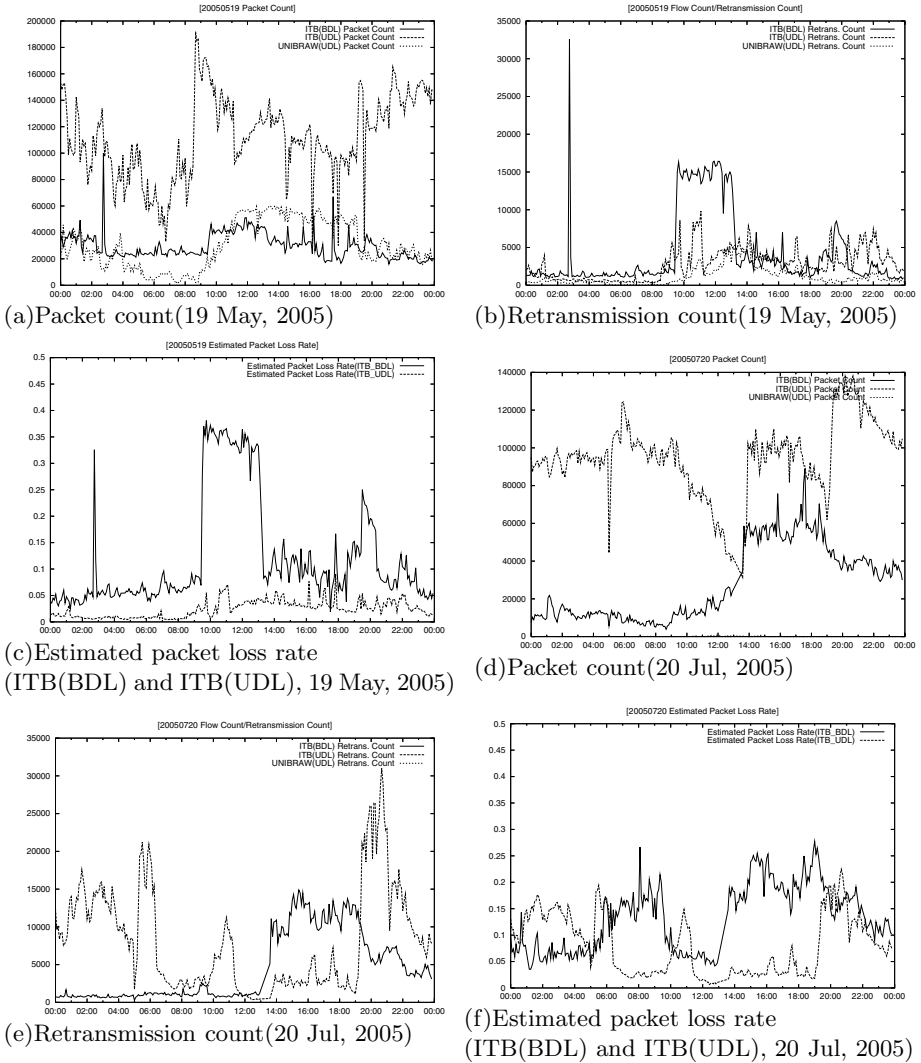 [20050519 Packet Count]
ITB(BDL) Packet Count
ITB(UDL) Packet Count
UNIBRAW(UDL) Packet Count
200000
180000
160000
140000
120000
100000
80000
60000
40000
20000
0
00:00 02:00 04:00 06:00 08:00 10:00 12:00 14:00 16:00 18:00 20:00 22:00 00:00
(a)Packet count(19 May, 2005)
[20050519 Flow Count/Retransmission Count]
ITB(BDL) Retrans. Count
ITB(UDL) Retrans. Count
UNIBRAW(UDL) Retrans. Count
35000
30000
25000
20000
15000
10000
5000
0
00:00 02:00 04:00 06:00 08:00 10:00 12:00 14:00 16:00 18:00 20:00 22:00 00:00
(b)Retransmission count(19 May, 2005)
[20050519 Estimated Packet Loss Rate]
Estimated Packet Loss Rate(ITB_BDL)
Estimated Packet Loss Rate(ITB_UDL)
0.5
0.45
0.4
0.35
0.3
0.25
0.2
0.15
0.1
0.05
0
00:00 02:00 04:00 06:00 08:00 10:00 12:00 14:00 16:00 18:00 20:00 22:00 00:00
(c)Estimated packet loss rate
(ITB(BDL) and ITB(UDL), 19 May, 2005)
[20050720 Packet Count]
ITB(BDL) Packet Count
ITB(UDL) Packet Count
UNIBRAW(UDL) Packet Count
140000
120000
100000
80000
60000
40000
20000
0
00:00 02:00 04:00 06:00 08:00 10:00 12:00 14:00 16:00 18:00 20:00 22:00 00:00
(d)Packet count(20 Jul, 2005)
[20050720 Flow Count/Retransmission Count]
ITB(BDL) Retrans. Count
ITB(UDL) Retrans. Count
UNIBRAW(UDL) Retrans. Count
35000
30000
25000
20000
15000
10000
5000
0
00:00 02:00 04:00 06:00 08:00 10:00 12:00 14:00 16:00 18:00 20:00 22:00 00:00
(e)Retransmission count(20 Jul, 2005)
[20050720 Estimated Packet Loss Rate]
Estimated Packet Loss Rate(ITB_BDL)
Estimated Packet Loss Rate(ITB_UDL)
0.5
0.45
0.4
0.35
0.3
0.25
0.2
0.15
0.1
0.05
0
00:00 02:00 04:00 06:00 08:00 10:00 12:00 14:00 16:00 18:00 20:00 22:00 00:00
(f)Estimated packet loss rate
(ITB(BDL) and ITB(UDL), 20 Jul, 2005)